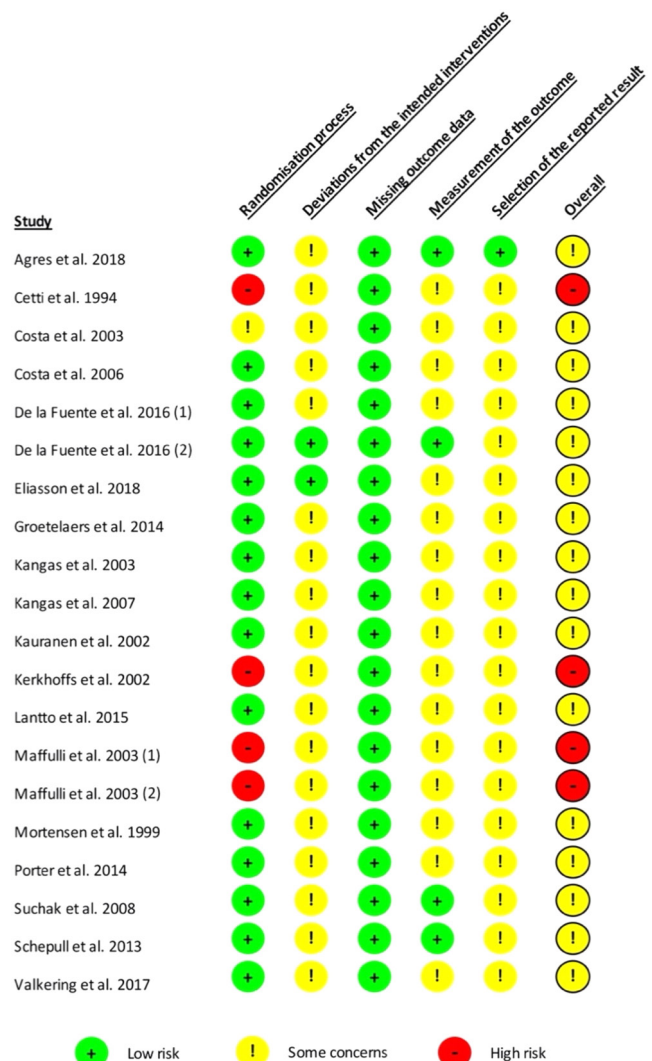 Randomisation process
Deviations from the intended interventions
Missing outcome data
Measurement of the outcome
Selection of the reported result
Overall
Study
Agres et al. 2018 + ! + + + !
Cetti et al. 1994 - ! + ! ! -
Costa et al. 2003 ! ! + ! ! !
Costa et al. 2006 + ! + ! ! !
De la Fuente et al. 2016 (1) + ! + ! ! !
De la Fuente et al. 2016 (2) + + + + ! !
Eliasson et al. 2018 + + + ! ! !
Groetelaers et al. 2014 + ! + ! ! !
Kangas et al. 2003 + ! + ! ! !
Kangas et al. 2007 + ! + ! ! !
Kauranen et al. 2002 + ! + ! ! !
Kerkhoffs et al. 2002 - ! + ! ! -
Lantto et al. 2015 + ! + ! ! !
Maffulli et al. 2003 (1) - ! + ! ! -
Maffulli et al. 2003 (2) - ! + ! ! -
Mortensen et al. 1999 + ! + ! ! !
Porter et al. 2014 + ! + ! ! !
Suchak et al. 2008 + ! + + ! !
Schepull et al. 2013 + ! + + ! !
Valkering et al. 2017 + ! + ! ! !
+ Low risk ! Some concerns - High risk